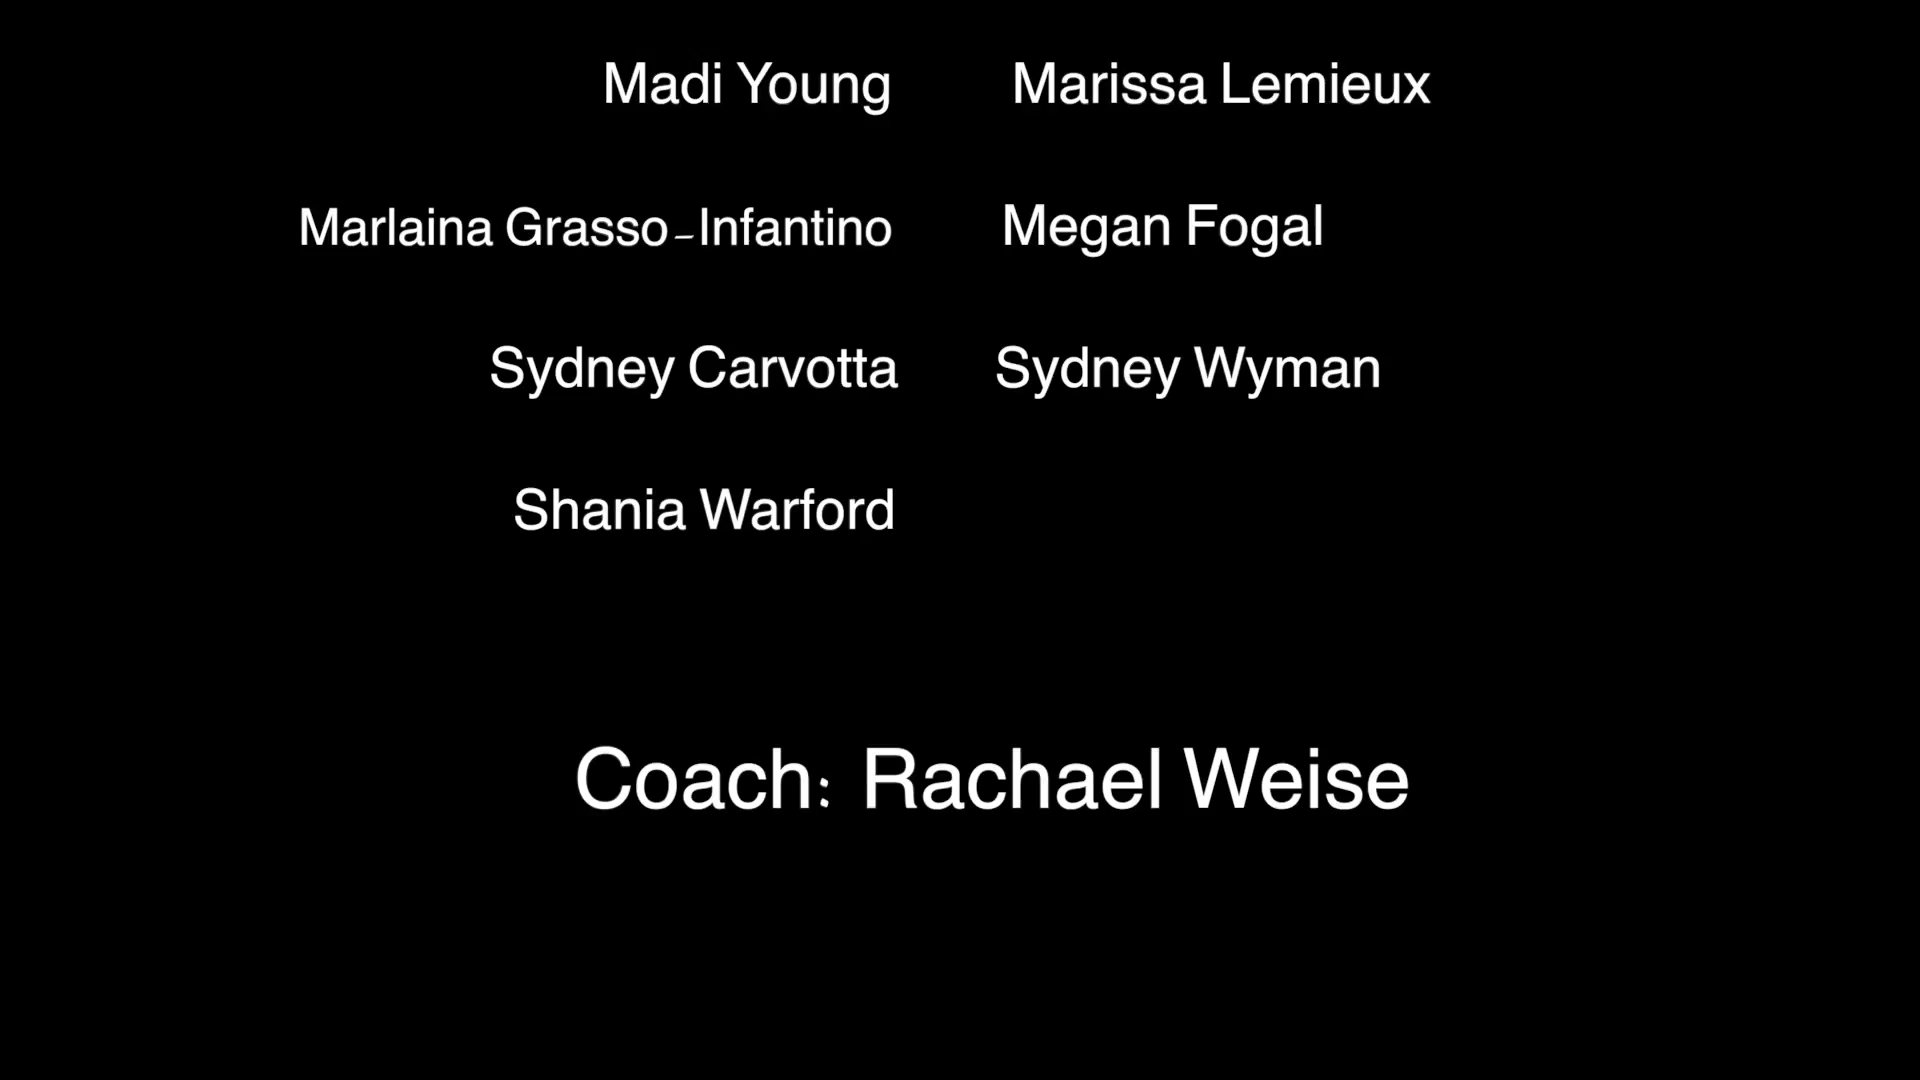 Madi Young Marissa Lemieux
Marlaina Grasso-Infantino Megan Fogal
Sydney Carvotta Sydney Wyman
Shania Warford
Coach: Rachael Weise